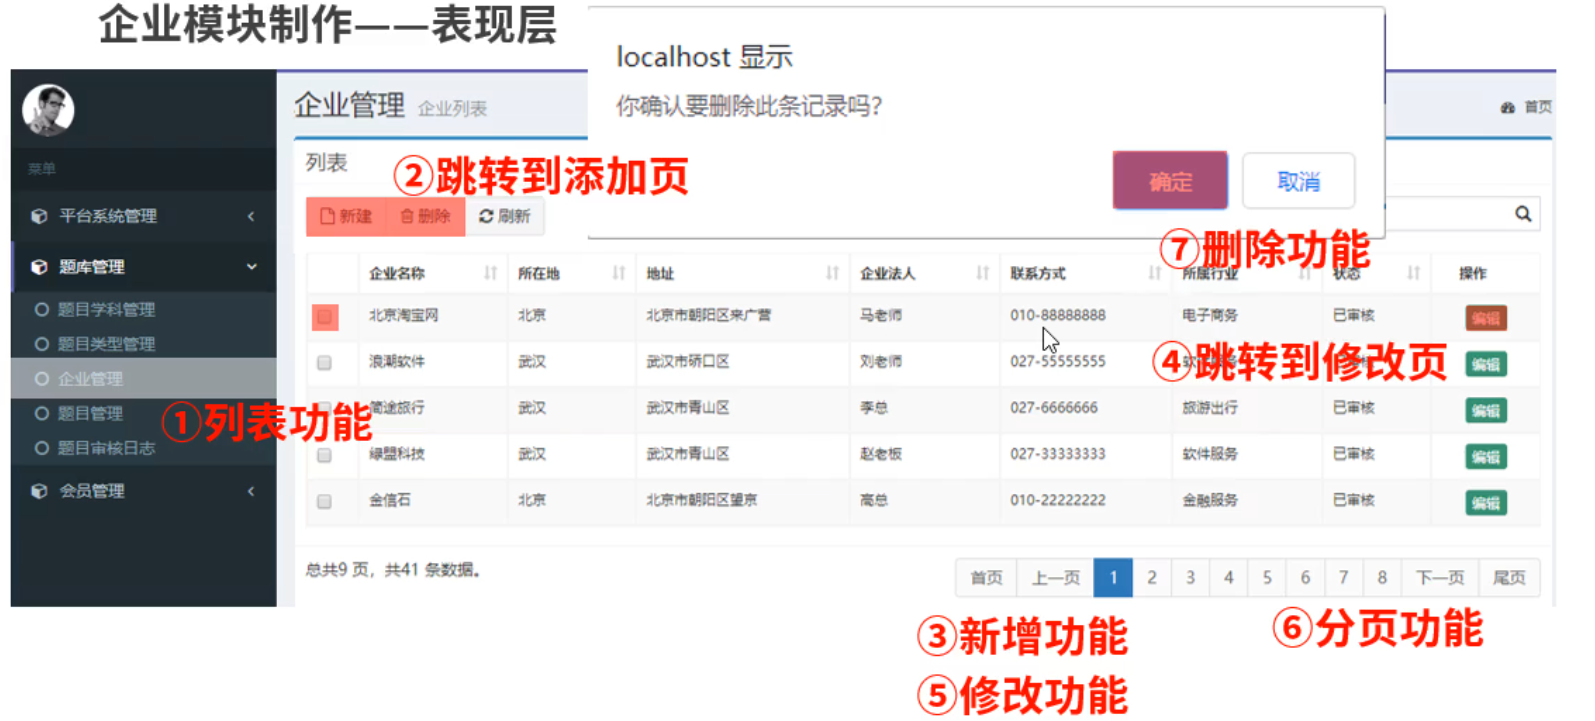 企业模块制作——表现层
localhost 显示
你确认要删除此条记录吗?
确定
取消
企业管理 企业列表
首页
菜单
平台系统管理
题库管理
题目学科管理
题目类型管理
企业管理
题目管理
题目审核日志
会员管理
①列表功能
列表
②跳转到添加页
新建 删除 刷新
⑦删除功能
企业名称 所在地 地址 企业法人 联系方式 所属行业 状态 操作
北京淘宝网 北京 北京市朝阳区来广营 马老师 010-88888888 电子商务 已审核 编辑
浪潮软件 武汉 武汉市硚口区 刘老师 027-55555555 编辑
④跳转到修改页
简途旅行 武汉 武汉市青山区 李总 027-6666666 旅游出行 已审核 编辑
绿盟科技 武汉 武汉市青山区 赵老板 027-33333333 软件服务 已审核 编辑
金信石 北京 北京市朝阳区望京 高总 010-22222222 金融服务 已审核 编辑
总共9 页，共41 条数据。
首页 上一页 1 2 3 4 5 6 7 8 下一页 尾页
③新增功能
⑥分页功能
⑤修改功能